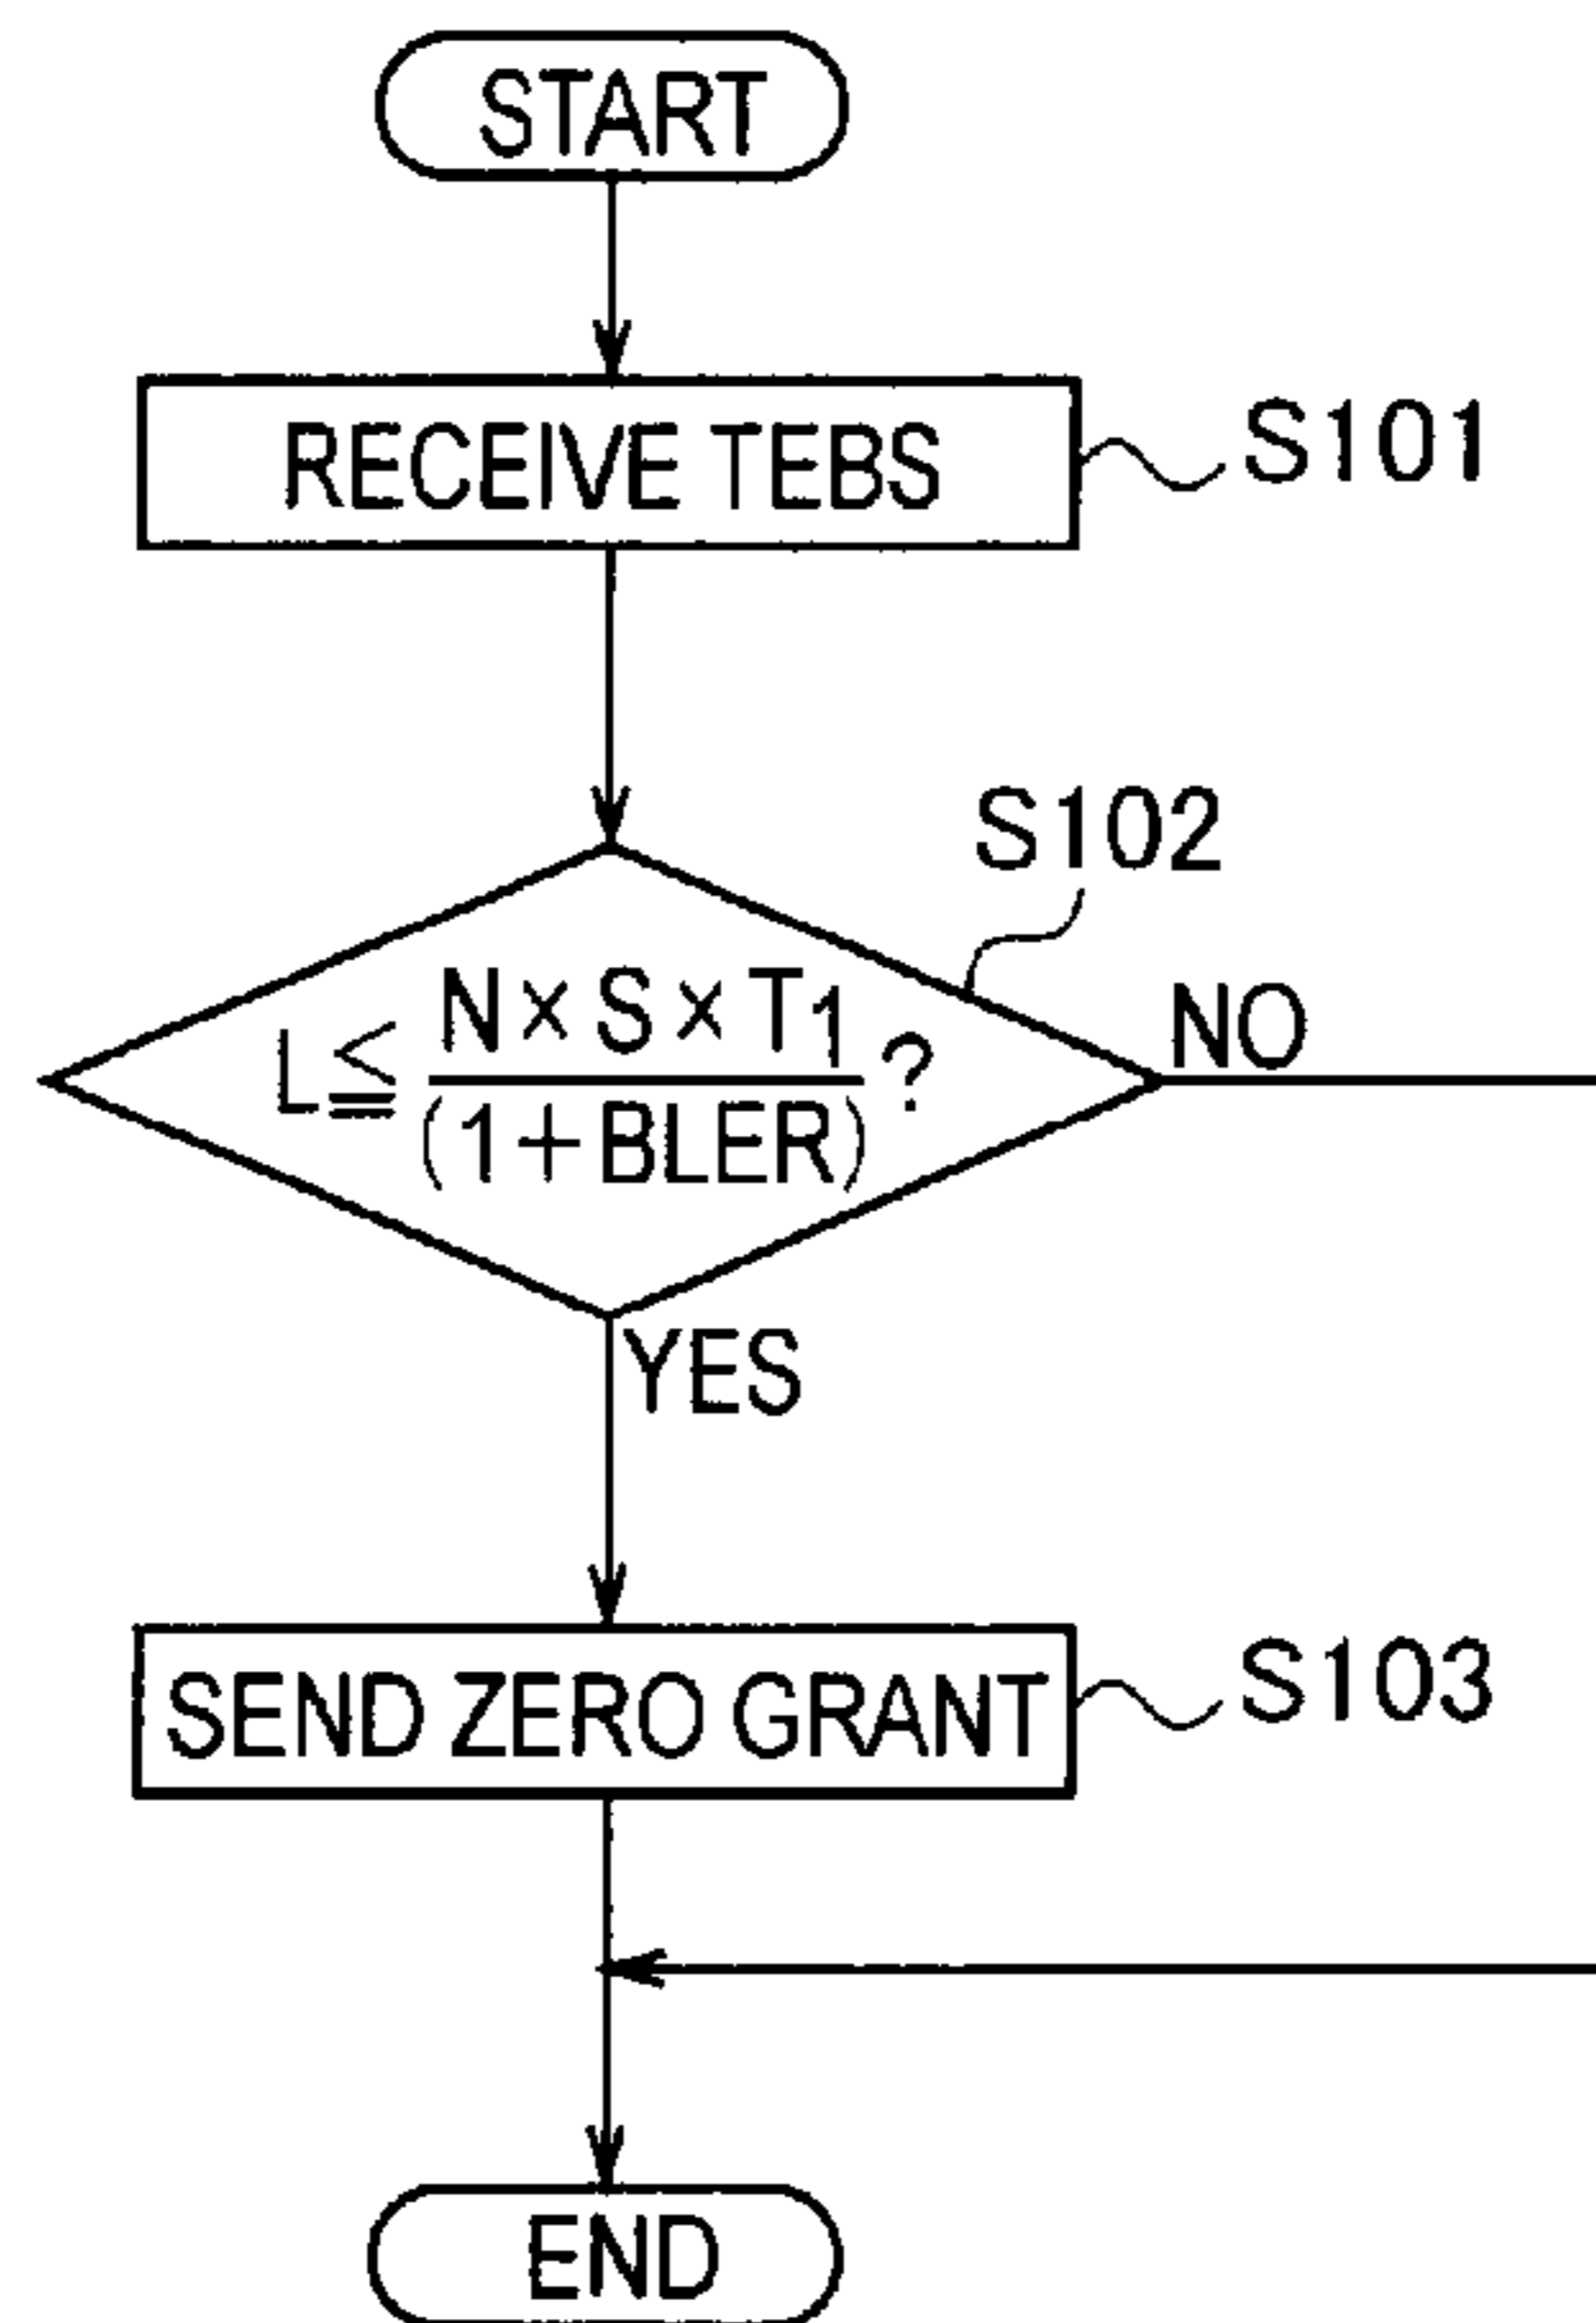 START
RECEIVE TEBS
S101
S102
N×S×T1
L≦ ?
(1+BLER)
NO
YES
SEND ZERO GRANT
S103
END